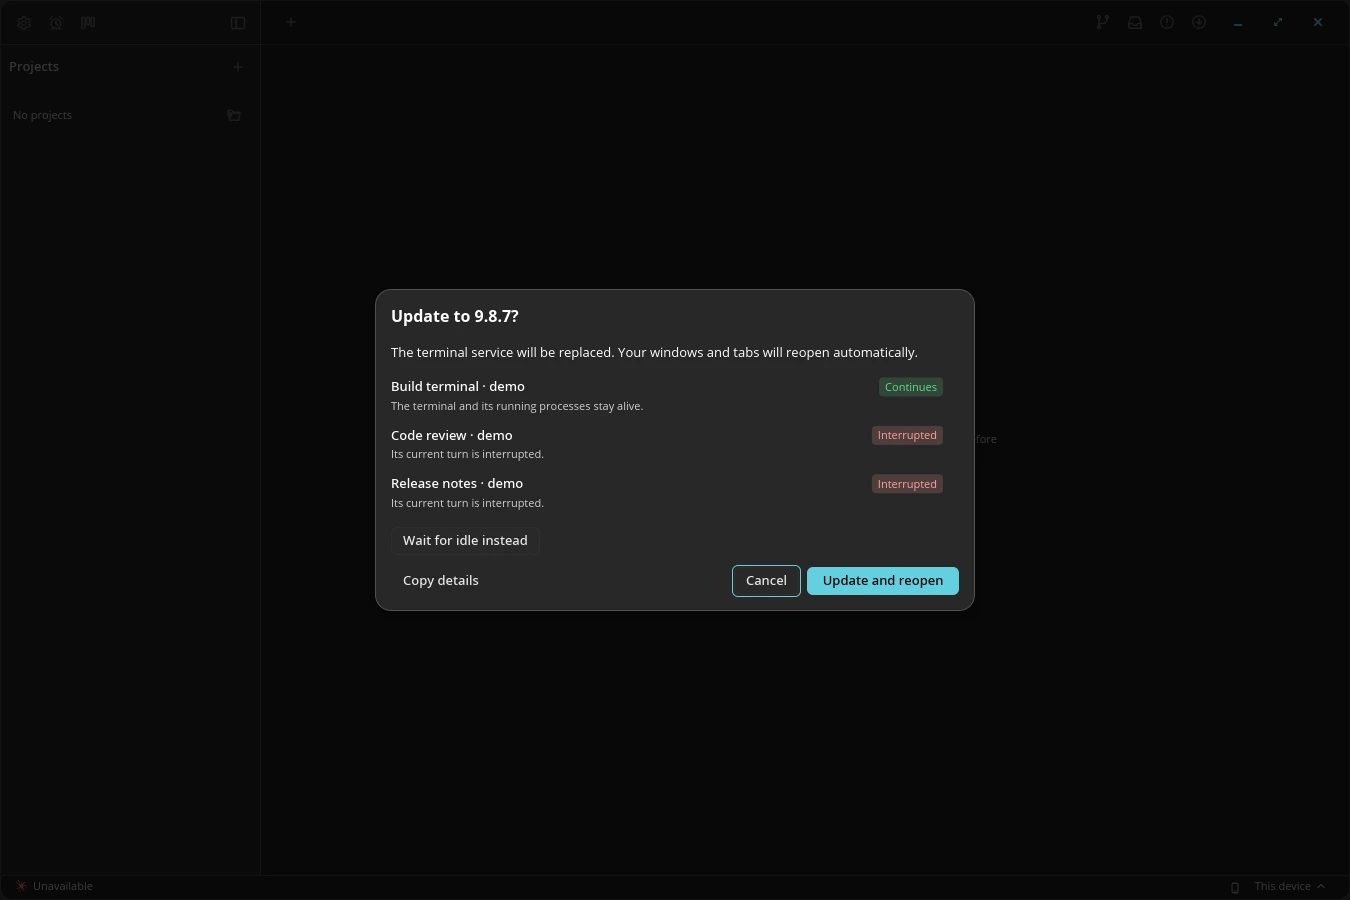 Projects
No projects
Update to 9.8.7?
The terminal service will be replaced. Your windows and tabs will reopen automatically.
Build terminal · demo
Continues
The terminal and its running processes stay alive.
Code review · demo
Interrupted
fore
Its current turn is interrupted.
Release notes · demo
Interrupted
Its current turn is interrupted.
Wait for idle instead
Copy details
Cancel
Update and reopen
Unavailable
This device